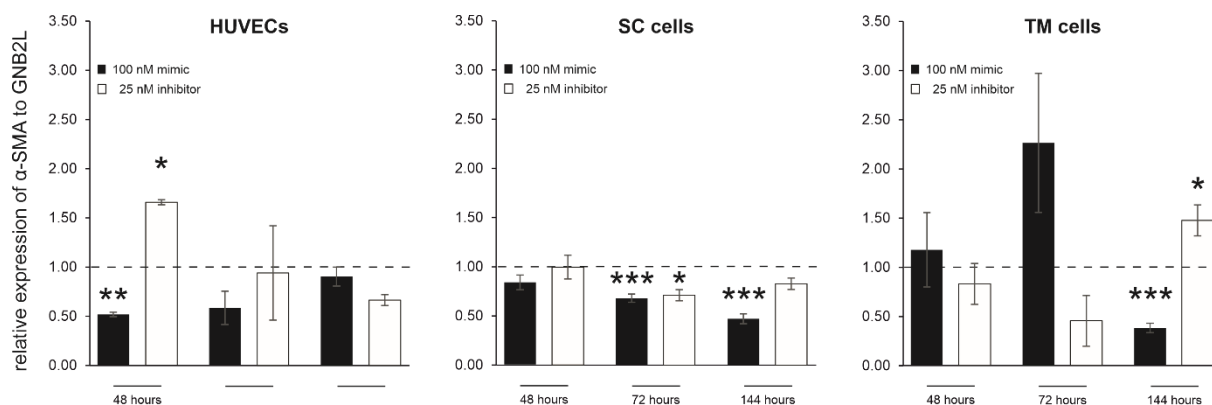 relative expression of α-SMA to GNB2L
HUVECs
3.50
3.00
2.50
2.00
1.50
1.00
0.50
0.00
100 nM mimic
25 nM inhibitor
**
*
48 hours
SC cells
3.50
3.00
2.50
2.00
1.50
1.00
0.50
0.00
100 nM mimic
25 nM inhibitor
*** * ***
48 hours 72 hours 144 hours
TM cells
3.50
3.00
2.50
2.00
1.50
1.00
0.50
0.00
100 nM mimic
25 nM inhibitor
*
***
48 hours 72 hours 144 hours